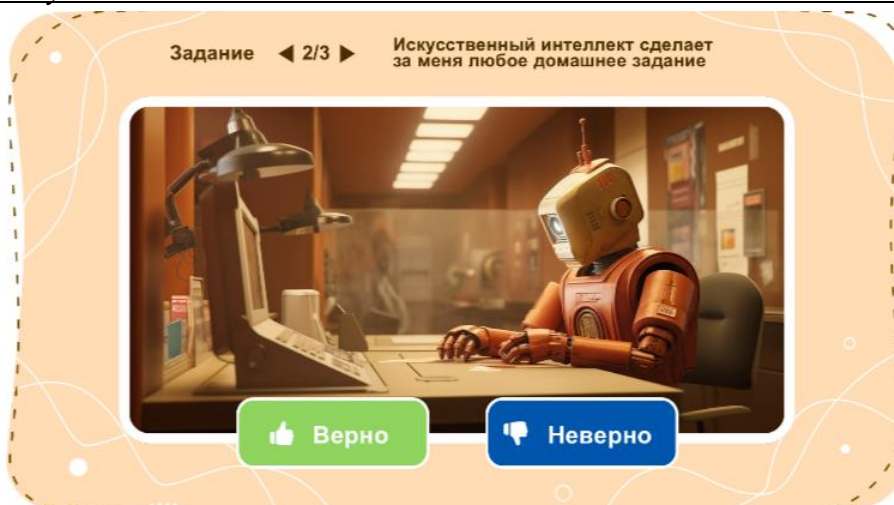 Задание ◀ 2/3 ▶
Искусственный интеллект сделает
за меня любое домашнее задание
Верно
Неверно